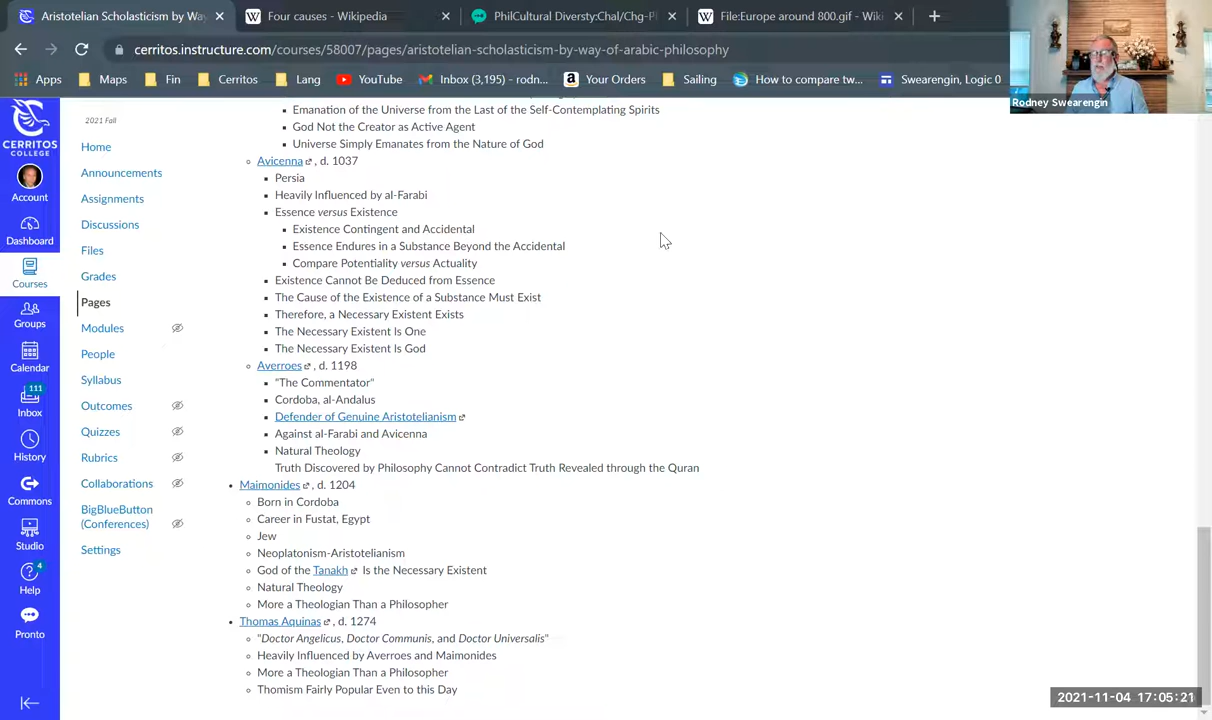 Aristotelian Scholasticism by Way
Four causes - Wikipedia
PhilCultural Diversty:Chal/Chg-P
File:Europe around 800.gif - Wiki
cerritos.instructure.com/courses/58007/pages/aristotelian-scholasticism-by-way-of-arabic-philosophy
Apps
Maps
Fin
Cerritos
Lang
YouTube
Inbox (3,195) - rodn...
Your Orders
Sailing
How to compare tw...
Swearengin, Logic 0
Rodney Swearengin
CERRITOS
COLLEGE
Account
Dashboard
Courses
Groups
Calendar
111
Inbox
History
Commons
Studio
4
Help
Pronto
2021 Fall
Home
Announcements
Assignments
Discussions
Files
Grades
Pages
Modules
People
Syllabus
Outcomes
Quizzes
Rubrics
Collaborations
BigBlueButton
(Conferences)
Settings
Emanation of the Universe from the Last of the Self-Contemplating Spirits
God Not the Creator as Active Agent
Universe Simply Emanates from the Nature of God
Avicenna , d. 1037
Persia
Heavily Influenced by al-Farabi
Essence versus Existence
Existence Contingent and Accidental
Essence Endures in a Substance Beyond the Accidental
Compare Potentiality versus Actuality
Existence Cannot Be Deduced from Essence
The Cause of the Existence of a Substance Must Exist
Therefore, a Necessary Existent Exists
The Necessary Existent Is One
The Necessary Existent Is God
Averroes , d. 1198
"The Commentator"
Cordoba, al-Andalus
Defender of Genuine Aristotelianism
Against al-Farabi and Avicenna
Natural Theology
Truth Discovered by Philosophy Cannot Contradict Truth Revealed through the Quran
Maimonides , d. 1204
Born in Cordoba
Career in Fustat, Egypt
Jew
Neoplatonism-Aristotelianism
God of the Tanakh Is the Necessary Existent
Natural Theology
More a Theologian Than a Philosopher
Thomas Aquinas , d. 1274
"Doctor Angelicus, Doctor Communis, and Doctor Universalis"
Heavily Influenced by Averroes and Maimonides
More a Theologian Than a Philosopher
Thomism Fairly Popular Even to this Day
2021-11-04 17:05:21